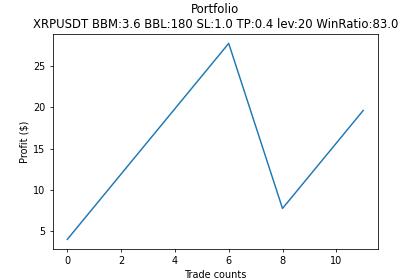 Portfolio
XRPUSDT BBM:3.6 BBL:180 SL:1.0 TP:0.4 lev:20 WinRatio:83.0
25
20
15
10
5
Profit ($)
0 2 4 6 8 10
Trade counts